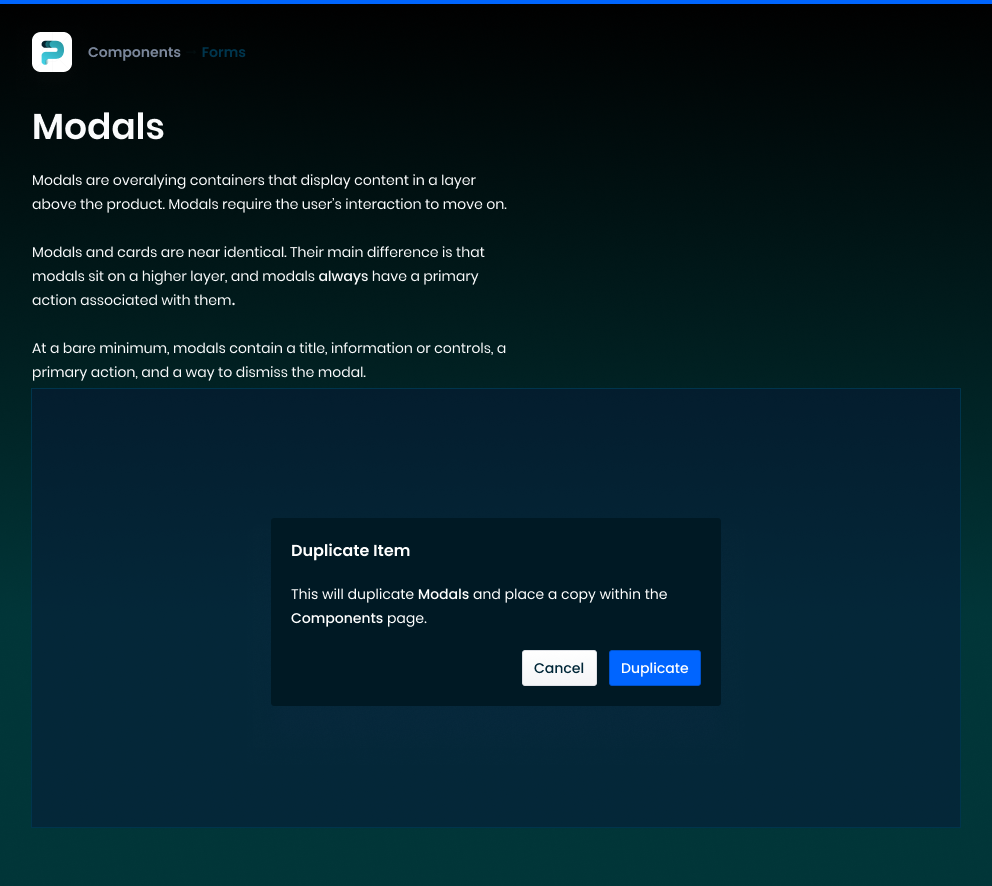 Components Forms
Modals
Modals are overalying containers that display content in a layer
above the product. Modals require the user's interaction to move on.
Modals and cards are near identical. Their main difference is that
modals sit on a higher layer, and modals always have a primary
action associated with them.
At a bare minimum, modals contain a title, information or controls, a
primary action, and a way to dismiss the modal.
Duplicate Item
This will duplicate Modals and place a copy within the
Components page.
Cancel Duplicate